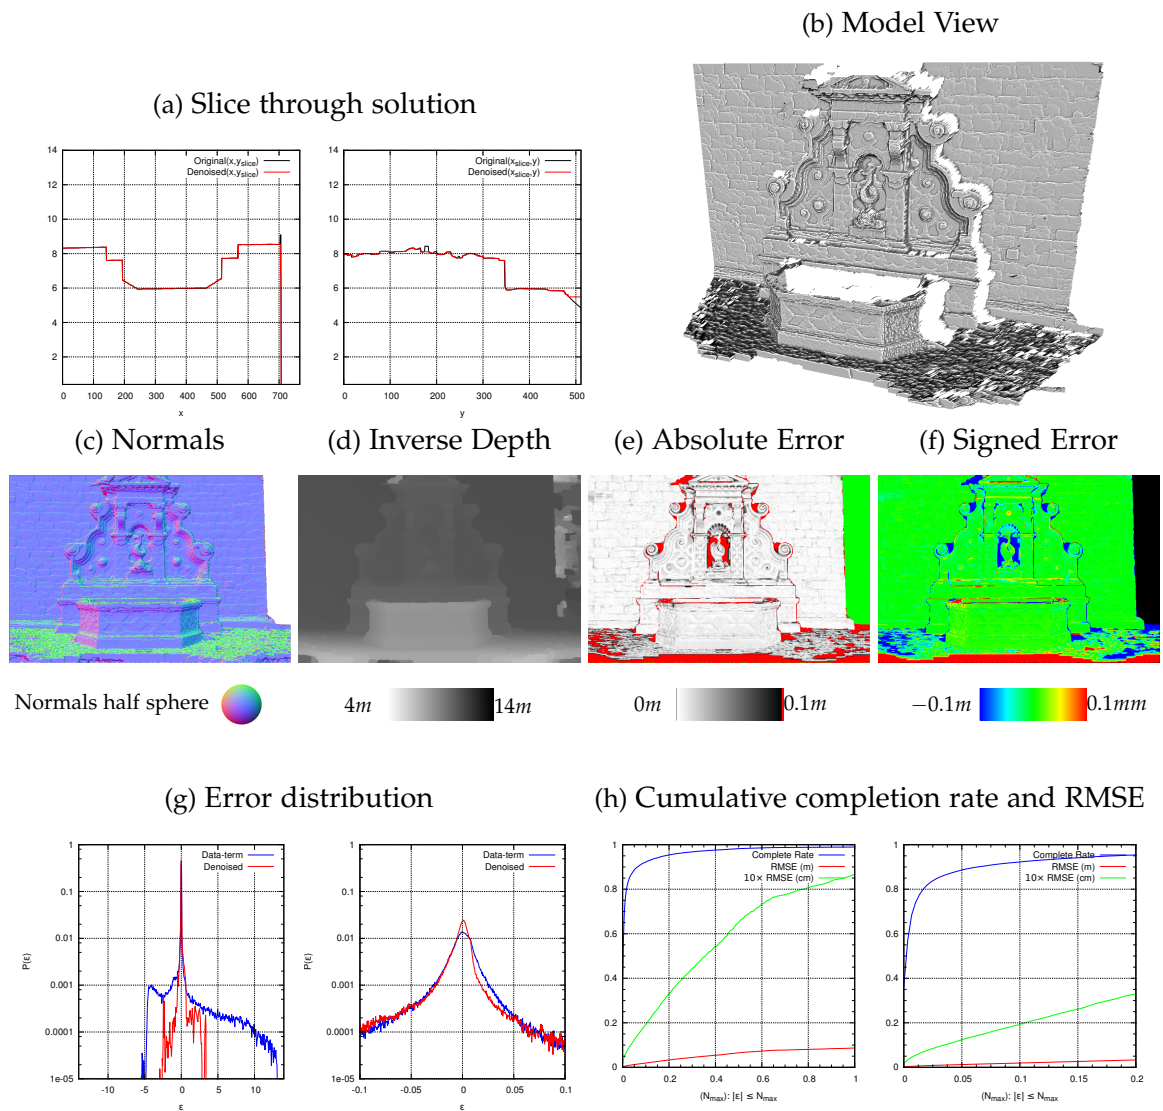 (b) Model View
(a) Slice through solution
14
12
10
8
6
4
2
0 100 200 300 400 500 600 700
x
Original(x,yslice)
Denoised(x,yslice)
14
12
10
8
6
4
2
0 100 200 300 400 500
y
Original(xslice,y)
Denoised(xslice,y)
(c) Normals
(d) Inverse Depth
(e) Absolute Error
(f) Signed Error
Normals half sphere
4m 14m
0m 0.1m
−0.1m 0.1mm
(g) Error distribution
(h) Cumulative completion rate and RMSE
1
0.1
0.01
0.001
0.0001
1e-05
P(ε)
-5 0 5 10
ε
Data-term
Denoised
1
0.1
0.01
0.001
0.0001
1e-05
P(ε)
-0.1 -0.05 0 0.05 0.1
ε
Data-term
Denoised
1
0.8
0.6
0.4
0.2
0
0 0.2 0.4 0.6 0.8 1
(Nmax): |ε| ≤ Nmax
Complete Rate
RMSE (m)
10× RMSE (cm)
1
0.8
0.6
0.4
0.2
0
0 0.05 0.1 0.15 0.2
(Nmax): |ε| ≤ Nmax
Complete Rate
RMSE (m)
10× RMSE (cm)